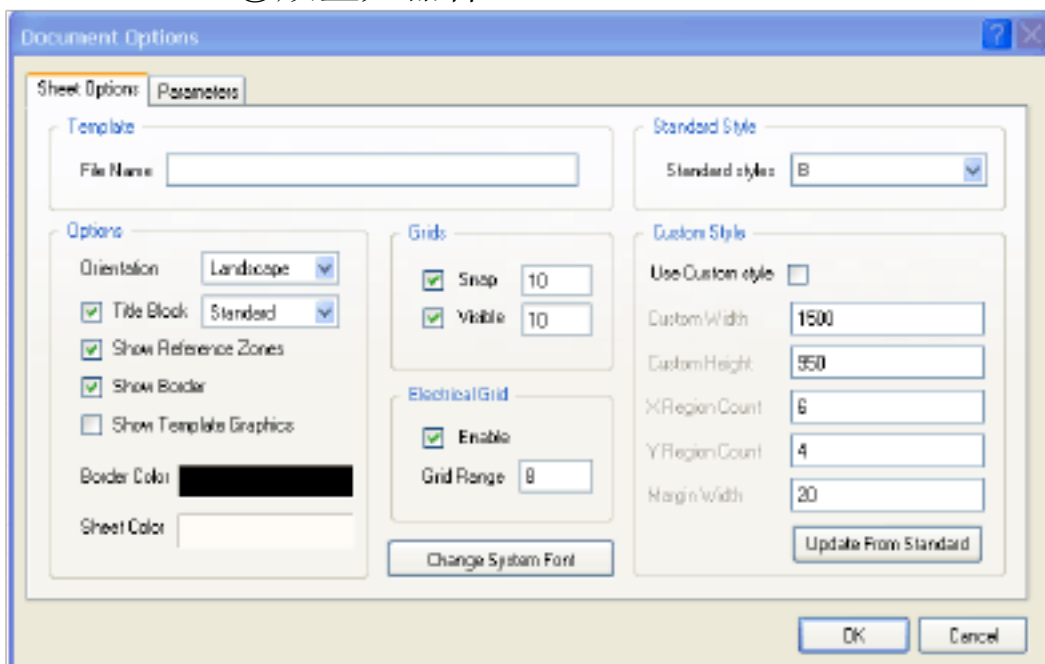 Document Options
Sheet Options Parameters
Template
File Name
Standard Style
Standard styles B
Options
Orientation Landscape
Title Block Standard
Show Reference Zones
Show Border
Show Template Graphics
Border Color
Sheet Color
Grids
Snap 10
Visible 10
Electrical Grid
Enable
Grid Range 8
Change System Font
Custom Style
Use Custom style
Custom Width 1500
Custom Height 950
X Region Count 6
Y Region Count 4
Margin Width 20
Update From Standard
OK Cancel